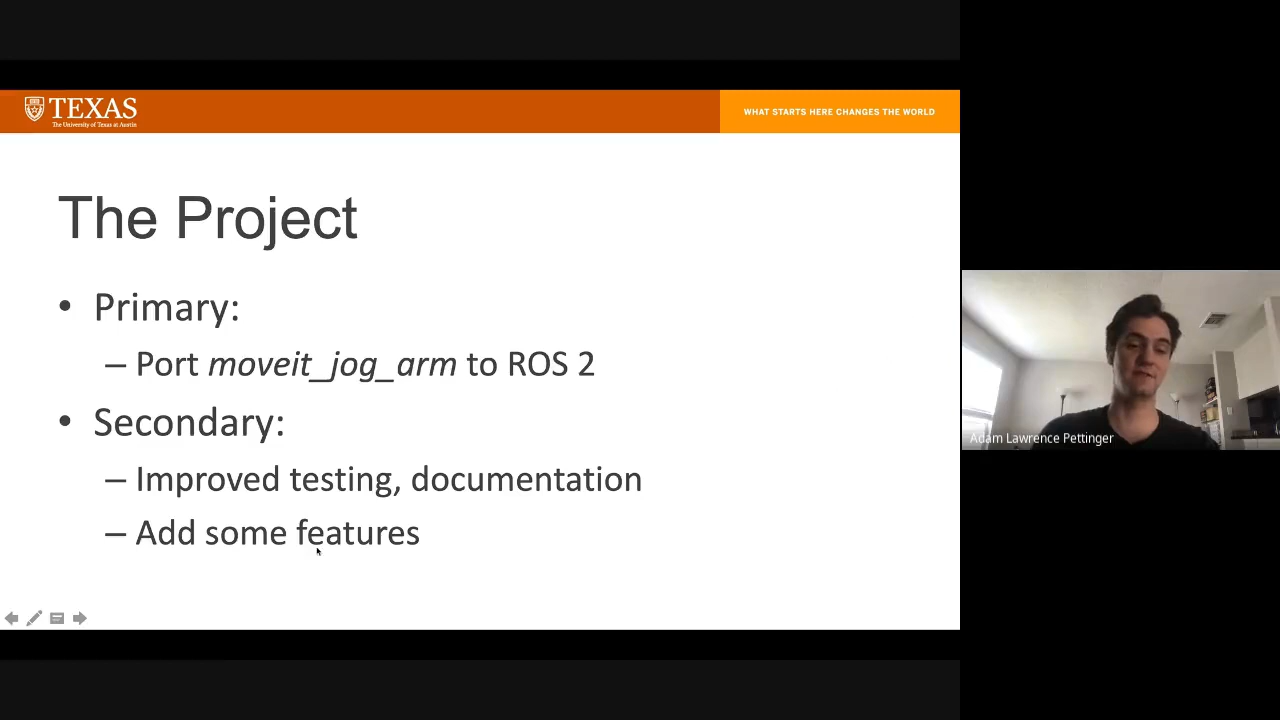 TEXAS
The University of Texas at Austin
WHAT STARTS HERE CHANGES THE WORLD
The Project
• Primary:
– Port moveit_jog_arm to ROS 2
• Secondary:
– Improved testing, documentation
– Add some features
Adam Lawrence Pettinger